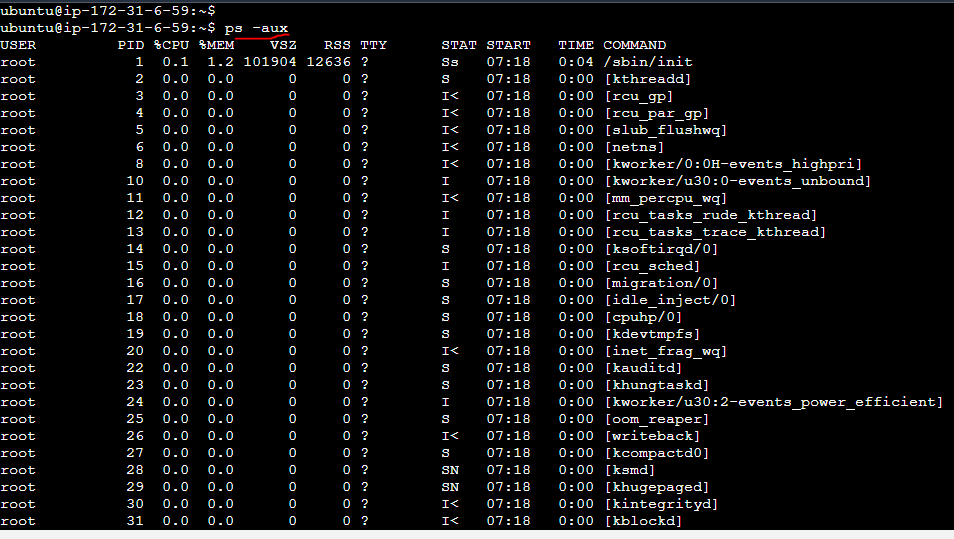 ubuntu@ip-172-31-6-59:~$
ubuntu@ip-172-31-6-59:~$ ps -aux
USER PID %CPU %MEM VSZ RSS TTY STAT START TIME COMMAND
root 1 0.1 1.2 101904 12636 ? Ss 07:18 0:04 /sbin/init
root 2 0.0 0.0 0 0 ? S 07:18 0:00 [kthreadd]
root 3 0.0 0.0 0 0 ? I< 07:18 0:00 [rcu_gp]
root 4 0.0 0.0 0 0 ? I< 07:18 0:00 [rcu_par_gp]
root 5 0.0 0.0 0 0 ? I< 07:18 0:00 [slub_flushwq]
root 6 0.0 0.0 0 0 ? I< 07:18 0:00 [netns]
root 8 0.0 0.0 0 0 ? I< 07:18 0:00 [kworker/0:0H-events_highpri]
root 10 0.0 0.0 0 0 ? I 07:18 0:00 [kworker/u30:0-events_unbound]
root 11 0.0 0.0 0 0 ? I< 07:18 0:00 [mm_percpu_wq]
root 12 0.0 0.0 0 0 ? I 07:18 0:00 [rcu_tasks_rude_kthread]
root 13 0.0 0.0 0 0 ? I 07:18 0:00 [rcu_tasks_trace_kthread]
root 14 0.0 0.0 0 0 ? S 07:18 0:00 [ksoftirqd/0]
root 15 0.0 0.0 0 0 ? I 07:18 0:00 [rcu_sched]
root 16 0.0 0.0 0 0 ? S 07:18 0:00 [migration/0]
root 17 0.0 0.0 0 0 ? S 07:18 0:00 [idle_inject/0]
root 18 0.0 0.0 0 0 ? S 07:18 0:00 [cpuhp/0]
root 19 0.0 0.0 0 0 ? S 07:18 0:00 [kdevtmpfs]
root 20 0.0 0.0 0 0 ? I< 07:18 0:00 [inet_frag_wq]
root 22 0.0 0.0 0 0 ? S 07:18 0:00 [kauditd]
root 23 0.0 0.0 0 0 ? S 07:18 0:00 [khungtaskd]
root 24 0.0 0.0 0 0 ? I 07:18 0:00 [kworker/u30:2-events_power_efficient]
root 25 0.0 0.0 0 0 ? S 07:18 0:00 [oom_reaper]
root 26 0.0 0.0 0 0 ? I< 07:18 0:00 [writeback]
root 27 0.0 0.0 0 0 ? S 07:18 0:00 [kcompactd0]
root 28 0.0 0.0 0 0 ? SN 07:18 0:00 [ksmd]
root 29 0.0 0.0 0 0 ? SN 07:18 0:00 [khugepaged]
root 30 0.0 0.0 0 0 ? I< 07:18 0:00 [kintegrityd]
root 31 0.0 0.0 0 0 ? I< 07:18 0:00 [kblockd]